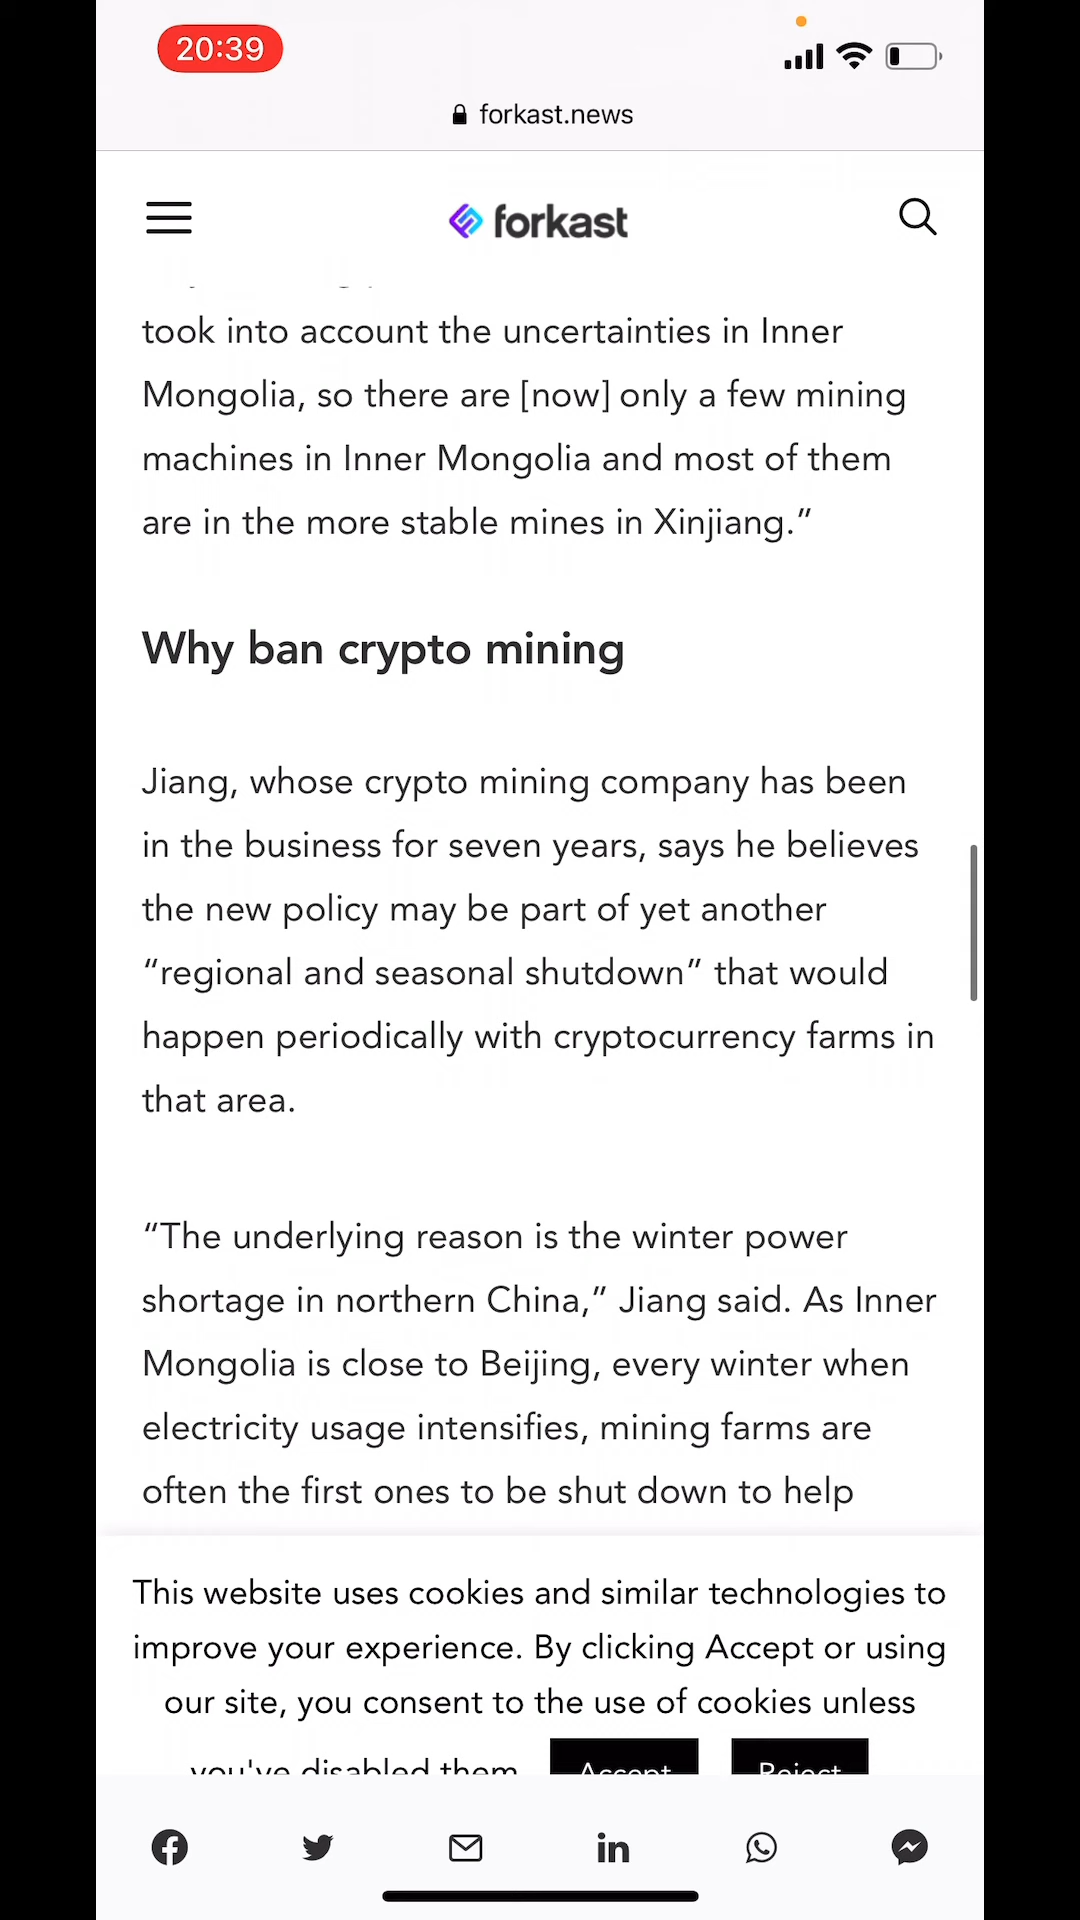 20:39
forkast.news
forkast
took into account the uncertainties in Inner
Mongolia, so there are [now] only a few mining
machines in Inner Mongolia and most of them
are in the more stable mines in Xinjiang.”
Why ban crypto mining
Jiang, whose crypto mining company has been
in the business for seven years, says he believes
the new policy may be part of yet another
“regional and seasonal shutdown” that would
happen periodically with cryptocurrency farms in
that area.
“The underlying reason is the winter power
shortage in northern China,” Jiang said. As Inner
Mongolia is close to Beijing, every winter when
electricity usage intensifies, mining farms are
often the first ones to be shut down to help
This website uses cookies and similar technologies to
improve your experience. By clicking Accept or using
our site, you consent to the use of cookies unless
you've disabled them Accept Reject